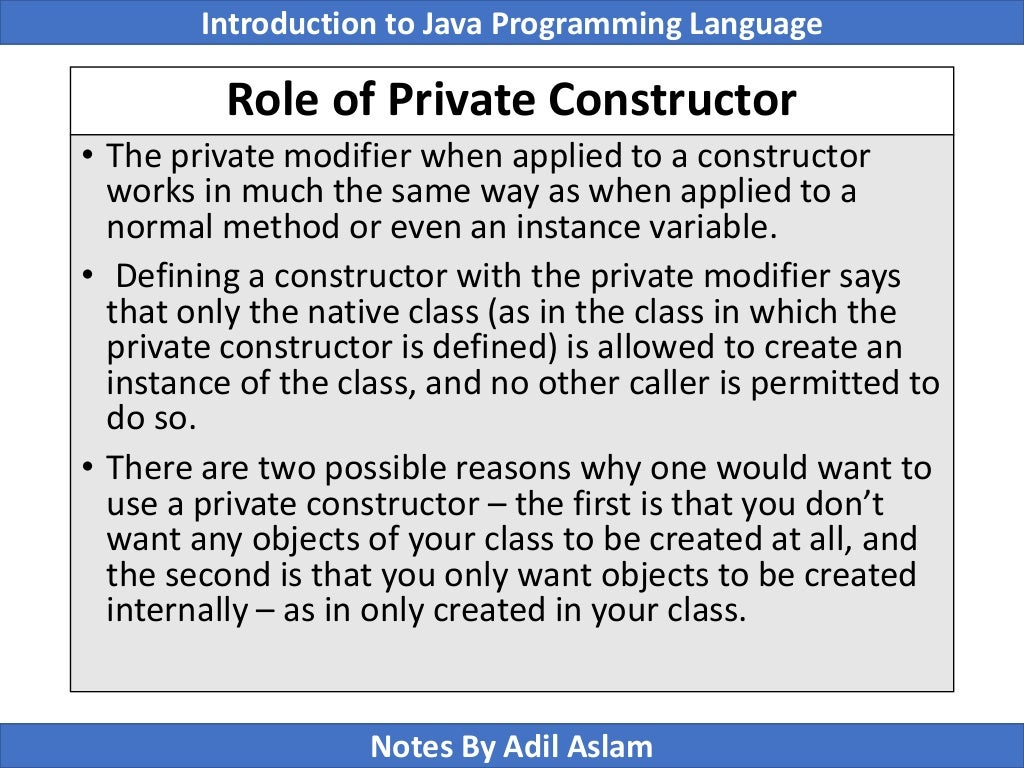 Introduction to Java Programming Language
Role of Private Constructor
• The private modifier when applied to a constructor
works in much the same way as when applied to a
normal method or even an instance variable.
• Defining a constructor with the private modifier says
that only the native class (as in the class in which the
private constructor is defined) is allowed to create an
instance of the class, and no other caller is permitted to
do so.
• There are two possible reasons why one would want to
use a private constructor – the first is that you don’t
want any objects of your class to be created at all, and
the second is that you only want objects to be created
internally – as in only created in your class.
Notes By Adil Aslam